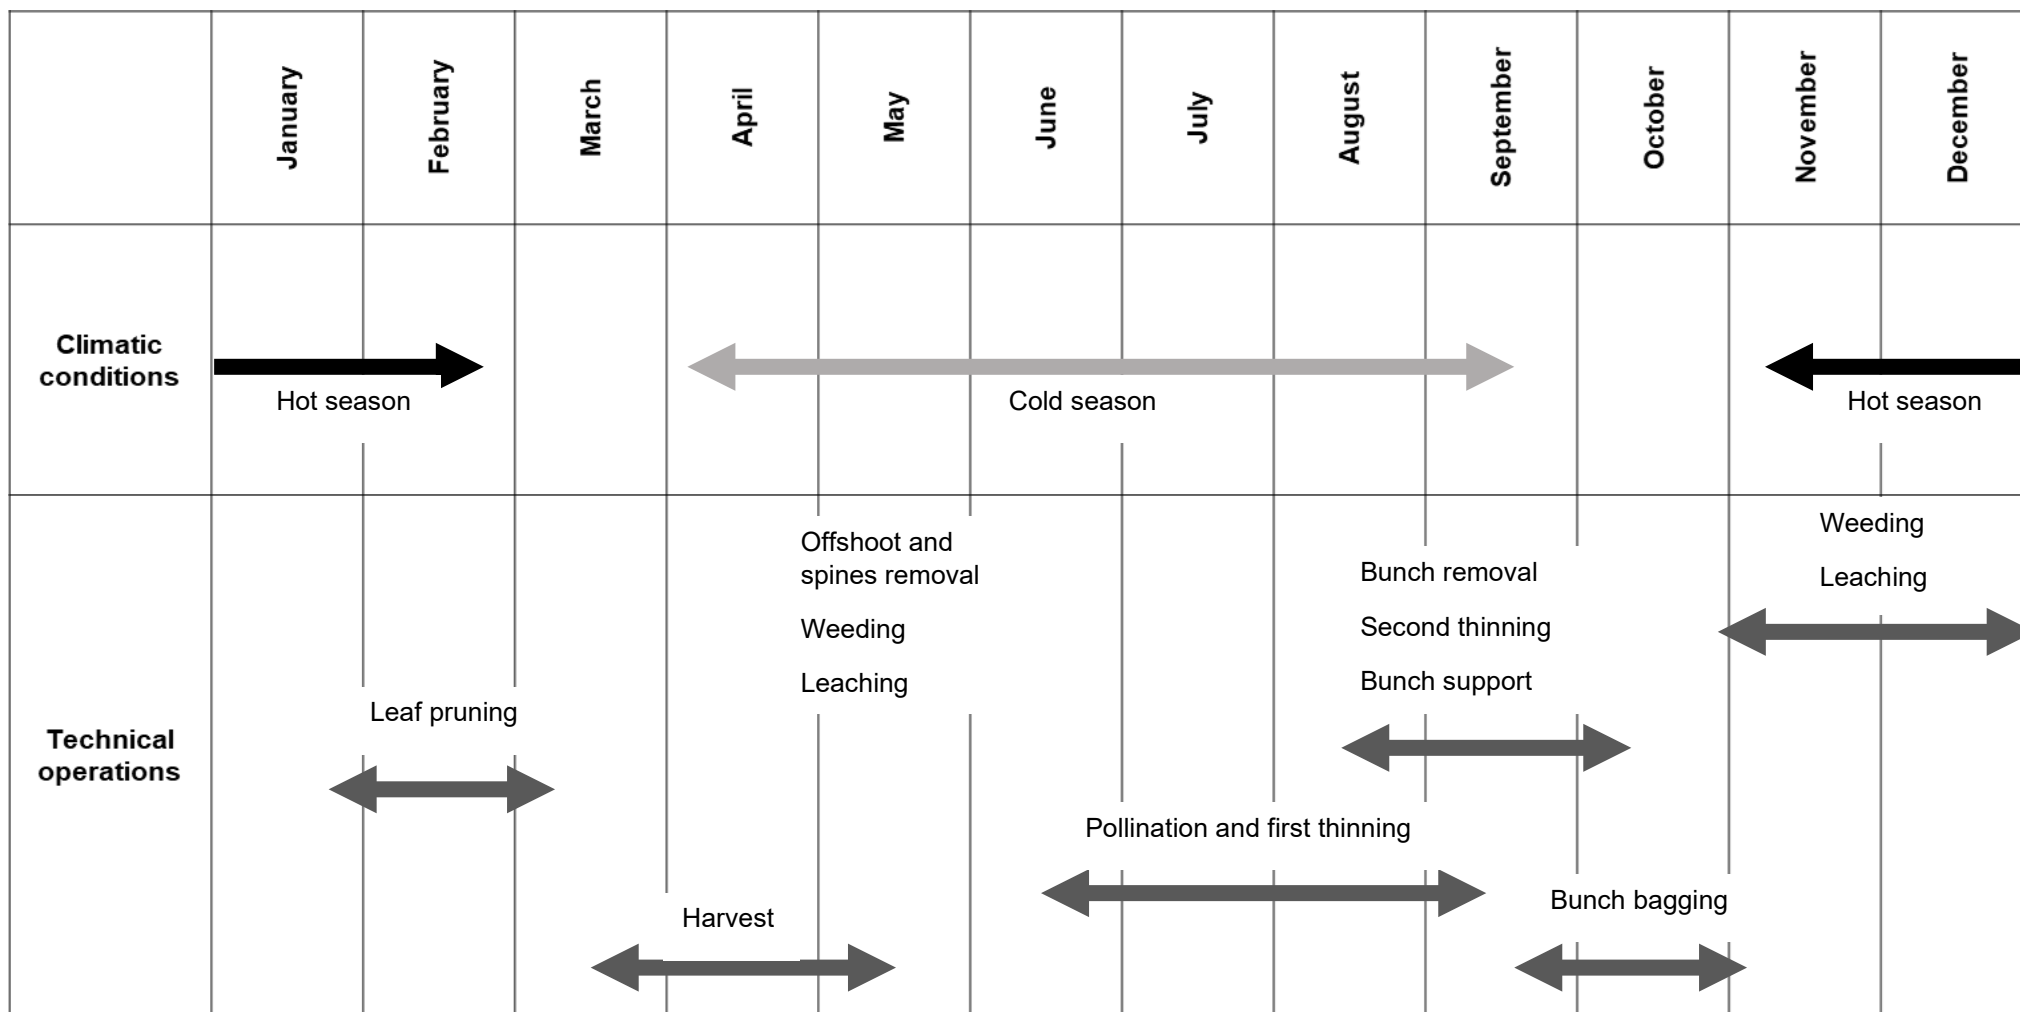 January
February
March
April
May
June
July
August
September
October
November
December
Climatic
conditions
Hot season
Cold season
Hot season
Technical
operations
Leaf pruning
Harvest
Offshoot and
spines removal
Weeding
Leaching
Pollination and first thinning
Bunch removal
Second thinning
Bunch support
Bunch bagging
Weeding
Leaching